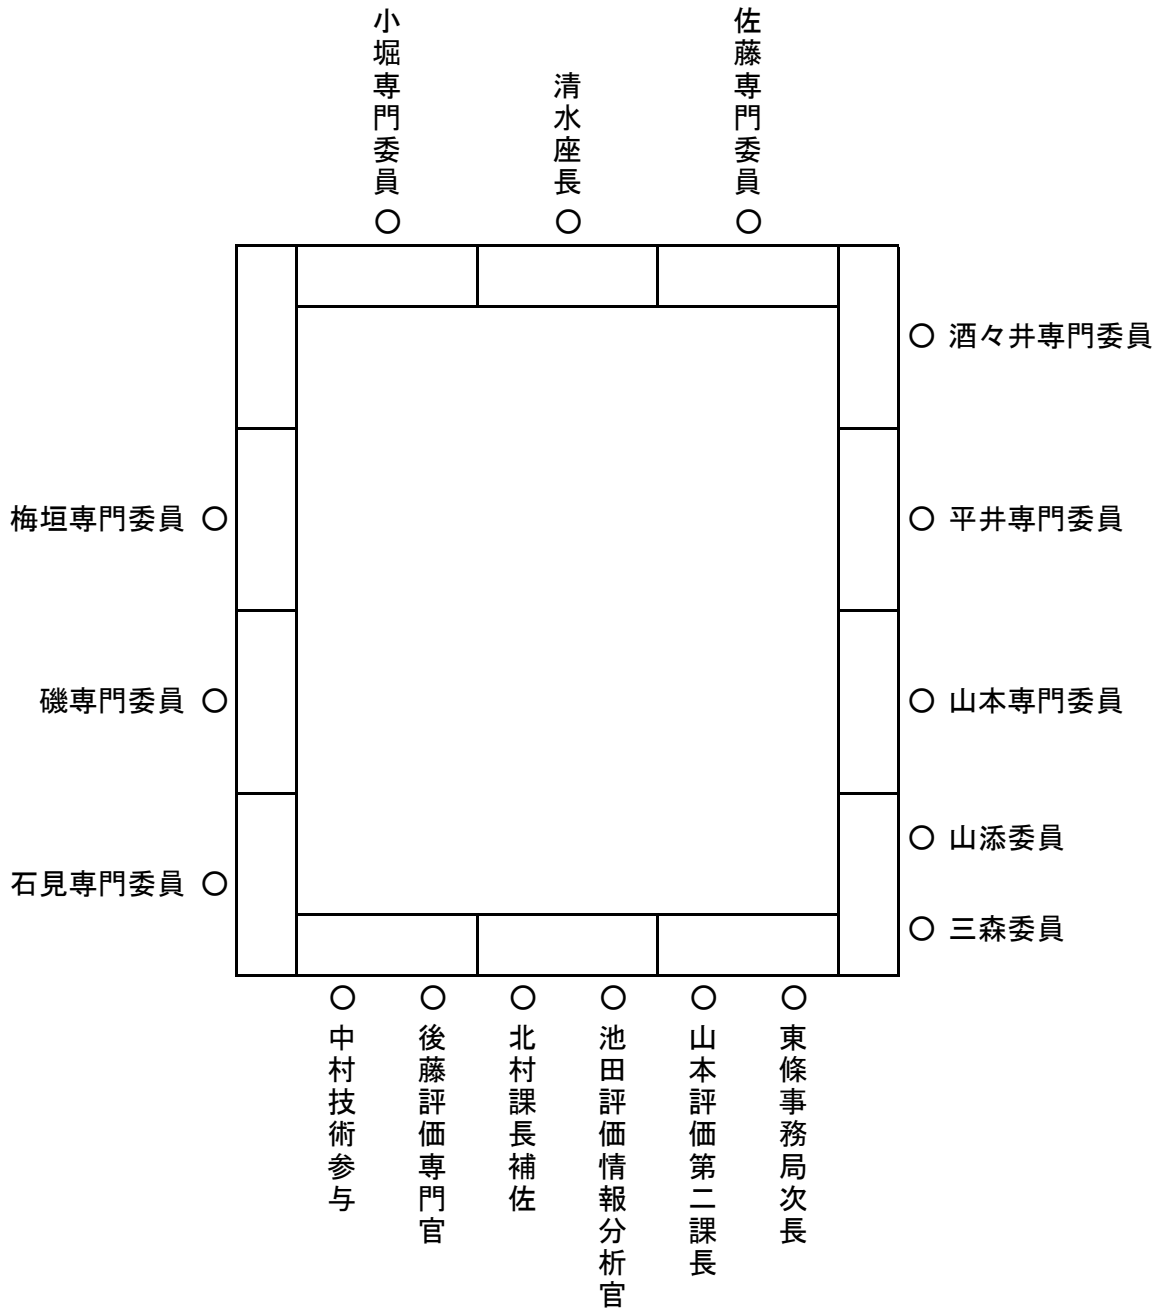 小堀専門委員
清水座長
佐藤専門委員
酒々井専門委員
梅垣専門委員
平井専門委員
磯専門委員
山本専門委員
山添委員
石見専門委員
三森委員
中村技術参与
後藤評価専門官
北村課長補佐
池田評価情報分析官
山本評価第二課長
東條事務局次長